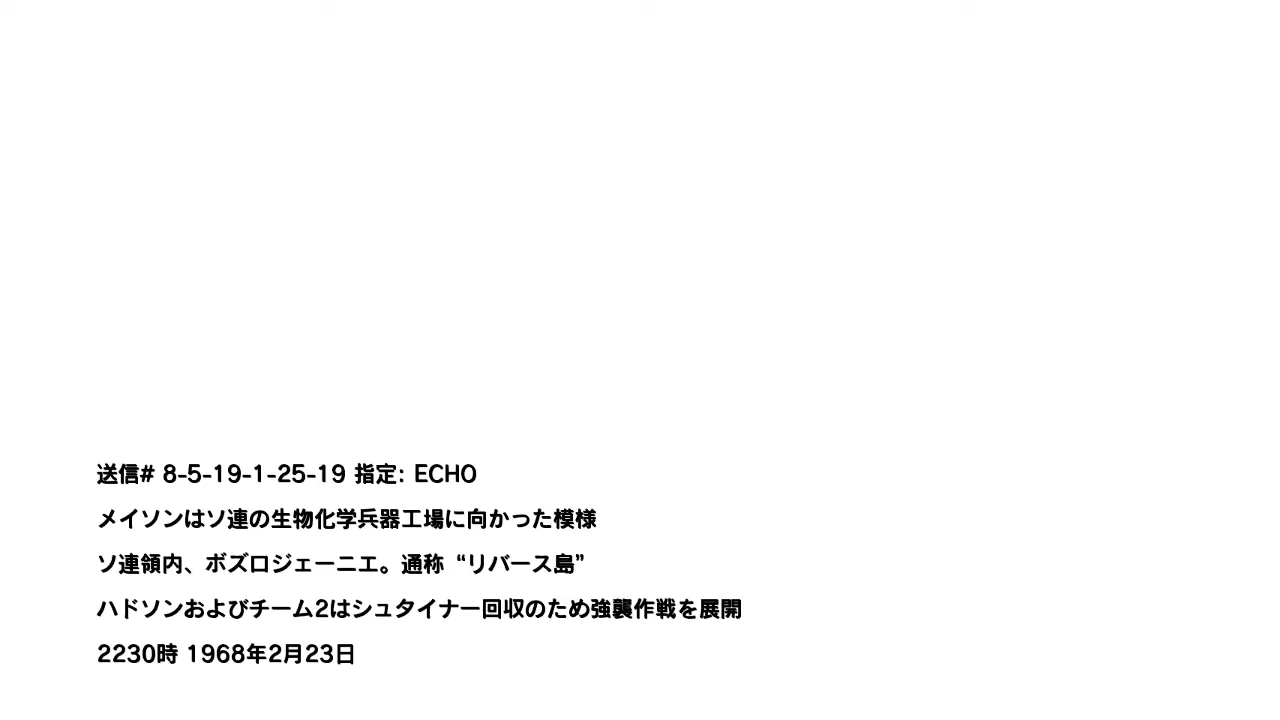 送信# 8-5-19-1-25-19 指定: ECHO
メイソンはソ連の生物化学兵器工場に向かった模様
ソ連領内、ボズロジェーニエ。通称 “リバース島”
ハドソンおよびチーム2はシュタイナー回収のため強襲作戦を展開
2230時 1968年2月23日